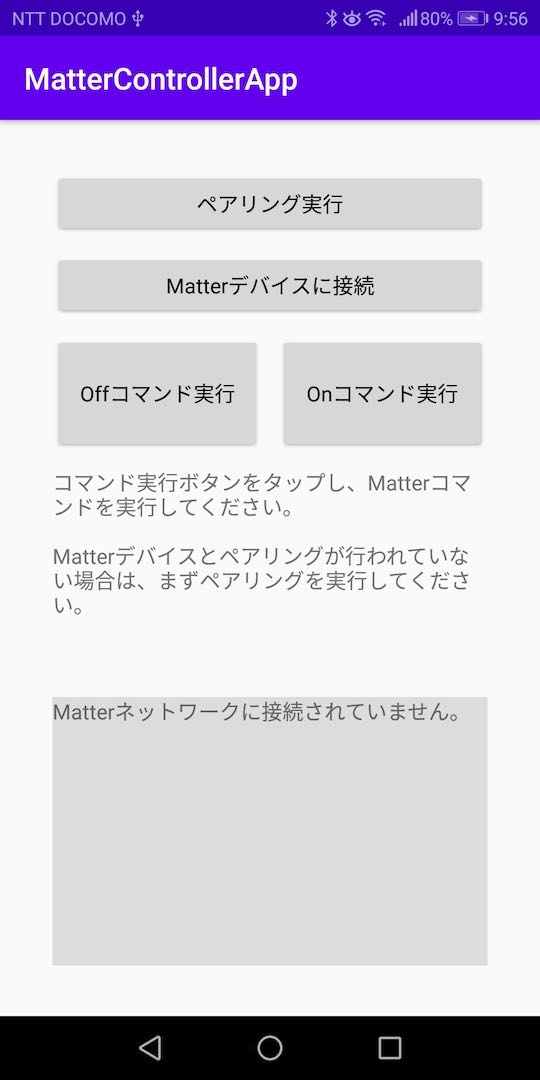 NTT DOCOMO 80% 9:56
MatterControllerApp
ペアリング実行
Matterデバイスに接続
Offコマンド実行 Onコマンド実行
コマンド実行ボタンをタップし、Matterコマ
ンドを実行してください。
Matterデバイスとペアリングが行われていな
い場合は、まずペアリングを実行してくださ
い。
Matterネットワークに接続されていません。